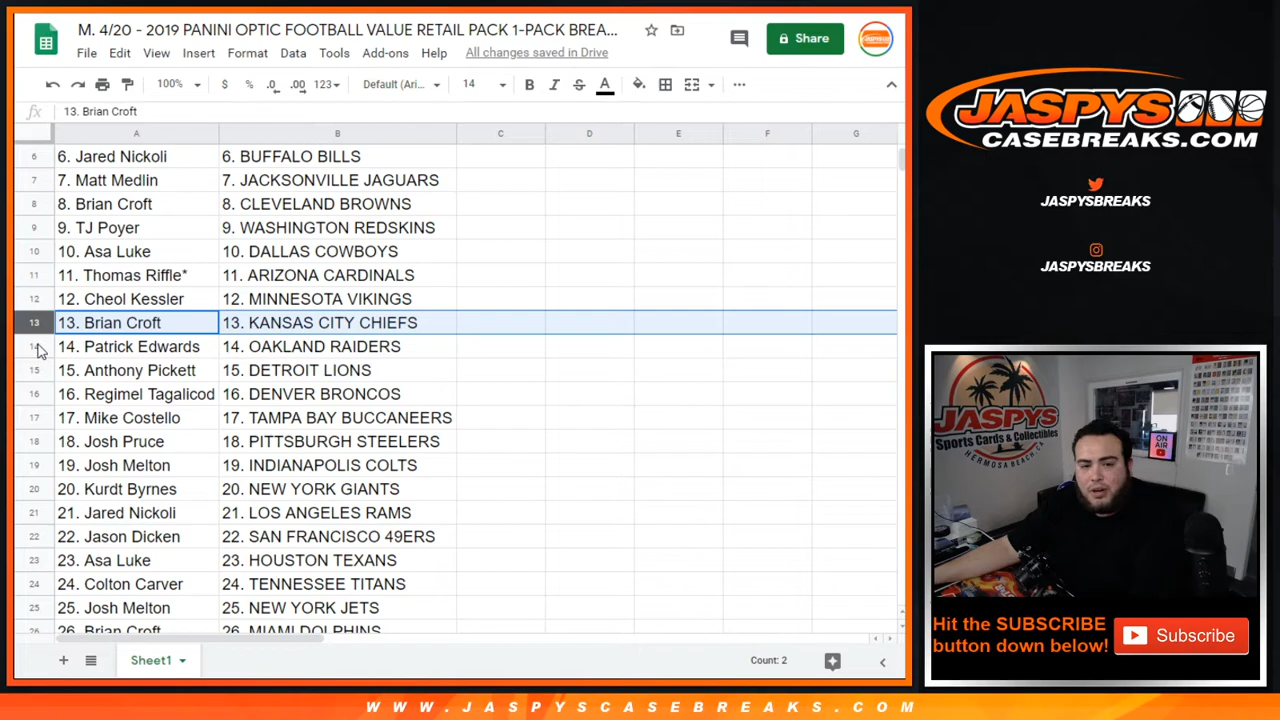 M. 4/20 - 2019 PANINI OPTIC FOOTBALL VALUE RETAIL PACK 1-PACK BREA...
Share
File Edit View Insert Format Data Tools Add-ons Help All changes saved in Drive
100% $ % .0 .00 123 Default (Ari... 14 B I S A
fx 13. Brian Croft
A B C D E F G
6 6. Jared Nickoli 6. BUFFALO BILLS
7 7. Matt Medlin 7. JACKSONVILLE JAGUARS
8 8. Brian Croft 8. CLEVELAND BROWNS
9 9. TJ Poyer 9. WASHINGTON REDSKINS
10 10. Asa Luke 10. DALLAS COWBOYS
11 11. Thomas Riffle* 11. ARIZONA CARDINALS
12 12. Cheol Kessler 12. MINNESOTA VIKINGS
13 13. Brian Croft 13. KANSAS CITY CHIEFS
14 14. Patrick Edwards 14. OAKLAND RAIDERS
15 15. Anthony Pickett 15. DETROIT LIONS
16 16. Regimel Tagalicod 16. DENVER BRONCOS
17 17. Mike Costello 17. TAMPA BAY BUCCANEERS
18 18. Josh Pruce 18. PITTSBURGH STEELERS
19 19. Josh Melton 19. INDIANAPOLIS COLTS
20 20. Kurdt Byrnes 20. NEW YORK GIANTS
21 21. Jared Nickoli 21. LOS ANGELES RAMS
22 22. Jason Dicken 22. SAN FRANCISCO 49ERS
23 23. Asa Luke 23. HOUSTON TEXANS
24 24. Colton Carver 24. TENNESSEE TITANS
25 25. Josh Melton 25. NEW YORK JETS
26 26. Brian Croft 26. MIAMI DOLPHINS
Sheet1
Count: 2
JASPYS
CASEBREAKS.COM
JASPYSBREAKS
JASPYSBREAKS
JASPYS
Sports Cards & Collectibles
HERMOSA BEACH, CA
ON
AIR
Hit the SUBSCRIBE
button down below!
Subscribe
WWW.JASPYSCASEBREAKS.COM